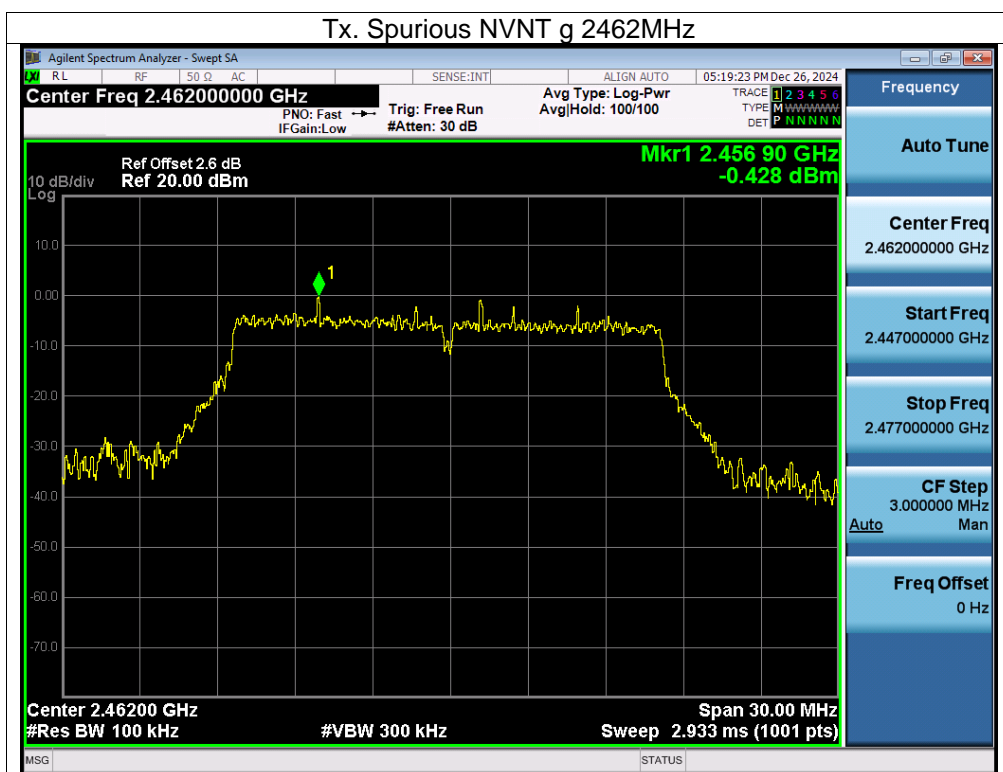 Tx. Spurious NVNT g 2462MHz
Agilent Spectrum Analyzer - Swept SA
LXI RL RF 50 Ω AC SENSE:INT ALIGN AUTO 05:19:23 PM Dec 26, 2024
Center Freq 2.462000000 GHz
PNO: Fast
IFGain:Low
Trig: Free Run
#Atten: 30 dB
Avg Type: Log-Pwr
Avg|Hold: 100/100
TRACE 1 2 3 4 5 6
TYPE M WWWWW
DET P N N N N N
Ref Offset 2.6 dB
Ref 20.00 dBm
10 dB/div
Log
Mkr1 2.456 90 GHz
-0.428 dBm
10.0
0.00
-10.0
-20.0
-30.0
-40.0
-50.0
-60.0
-70.0
1
Center 2.46200 GHz
Span 30.00 MHz
#Res BW 100 kHz
#VBW 300 kHz
Sweep 2.933 ms (1001 pts)
MSG
STATUS
Frequency
Auto Tune
Center Freq
2.462000000 GHz
Start Freq
2.447000000 GHz
Stop Freq
2.477000000 GHz
CF Step
3.000000 MHz
Auto Man
Freq Offset
0 Hz